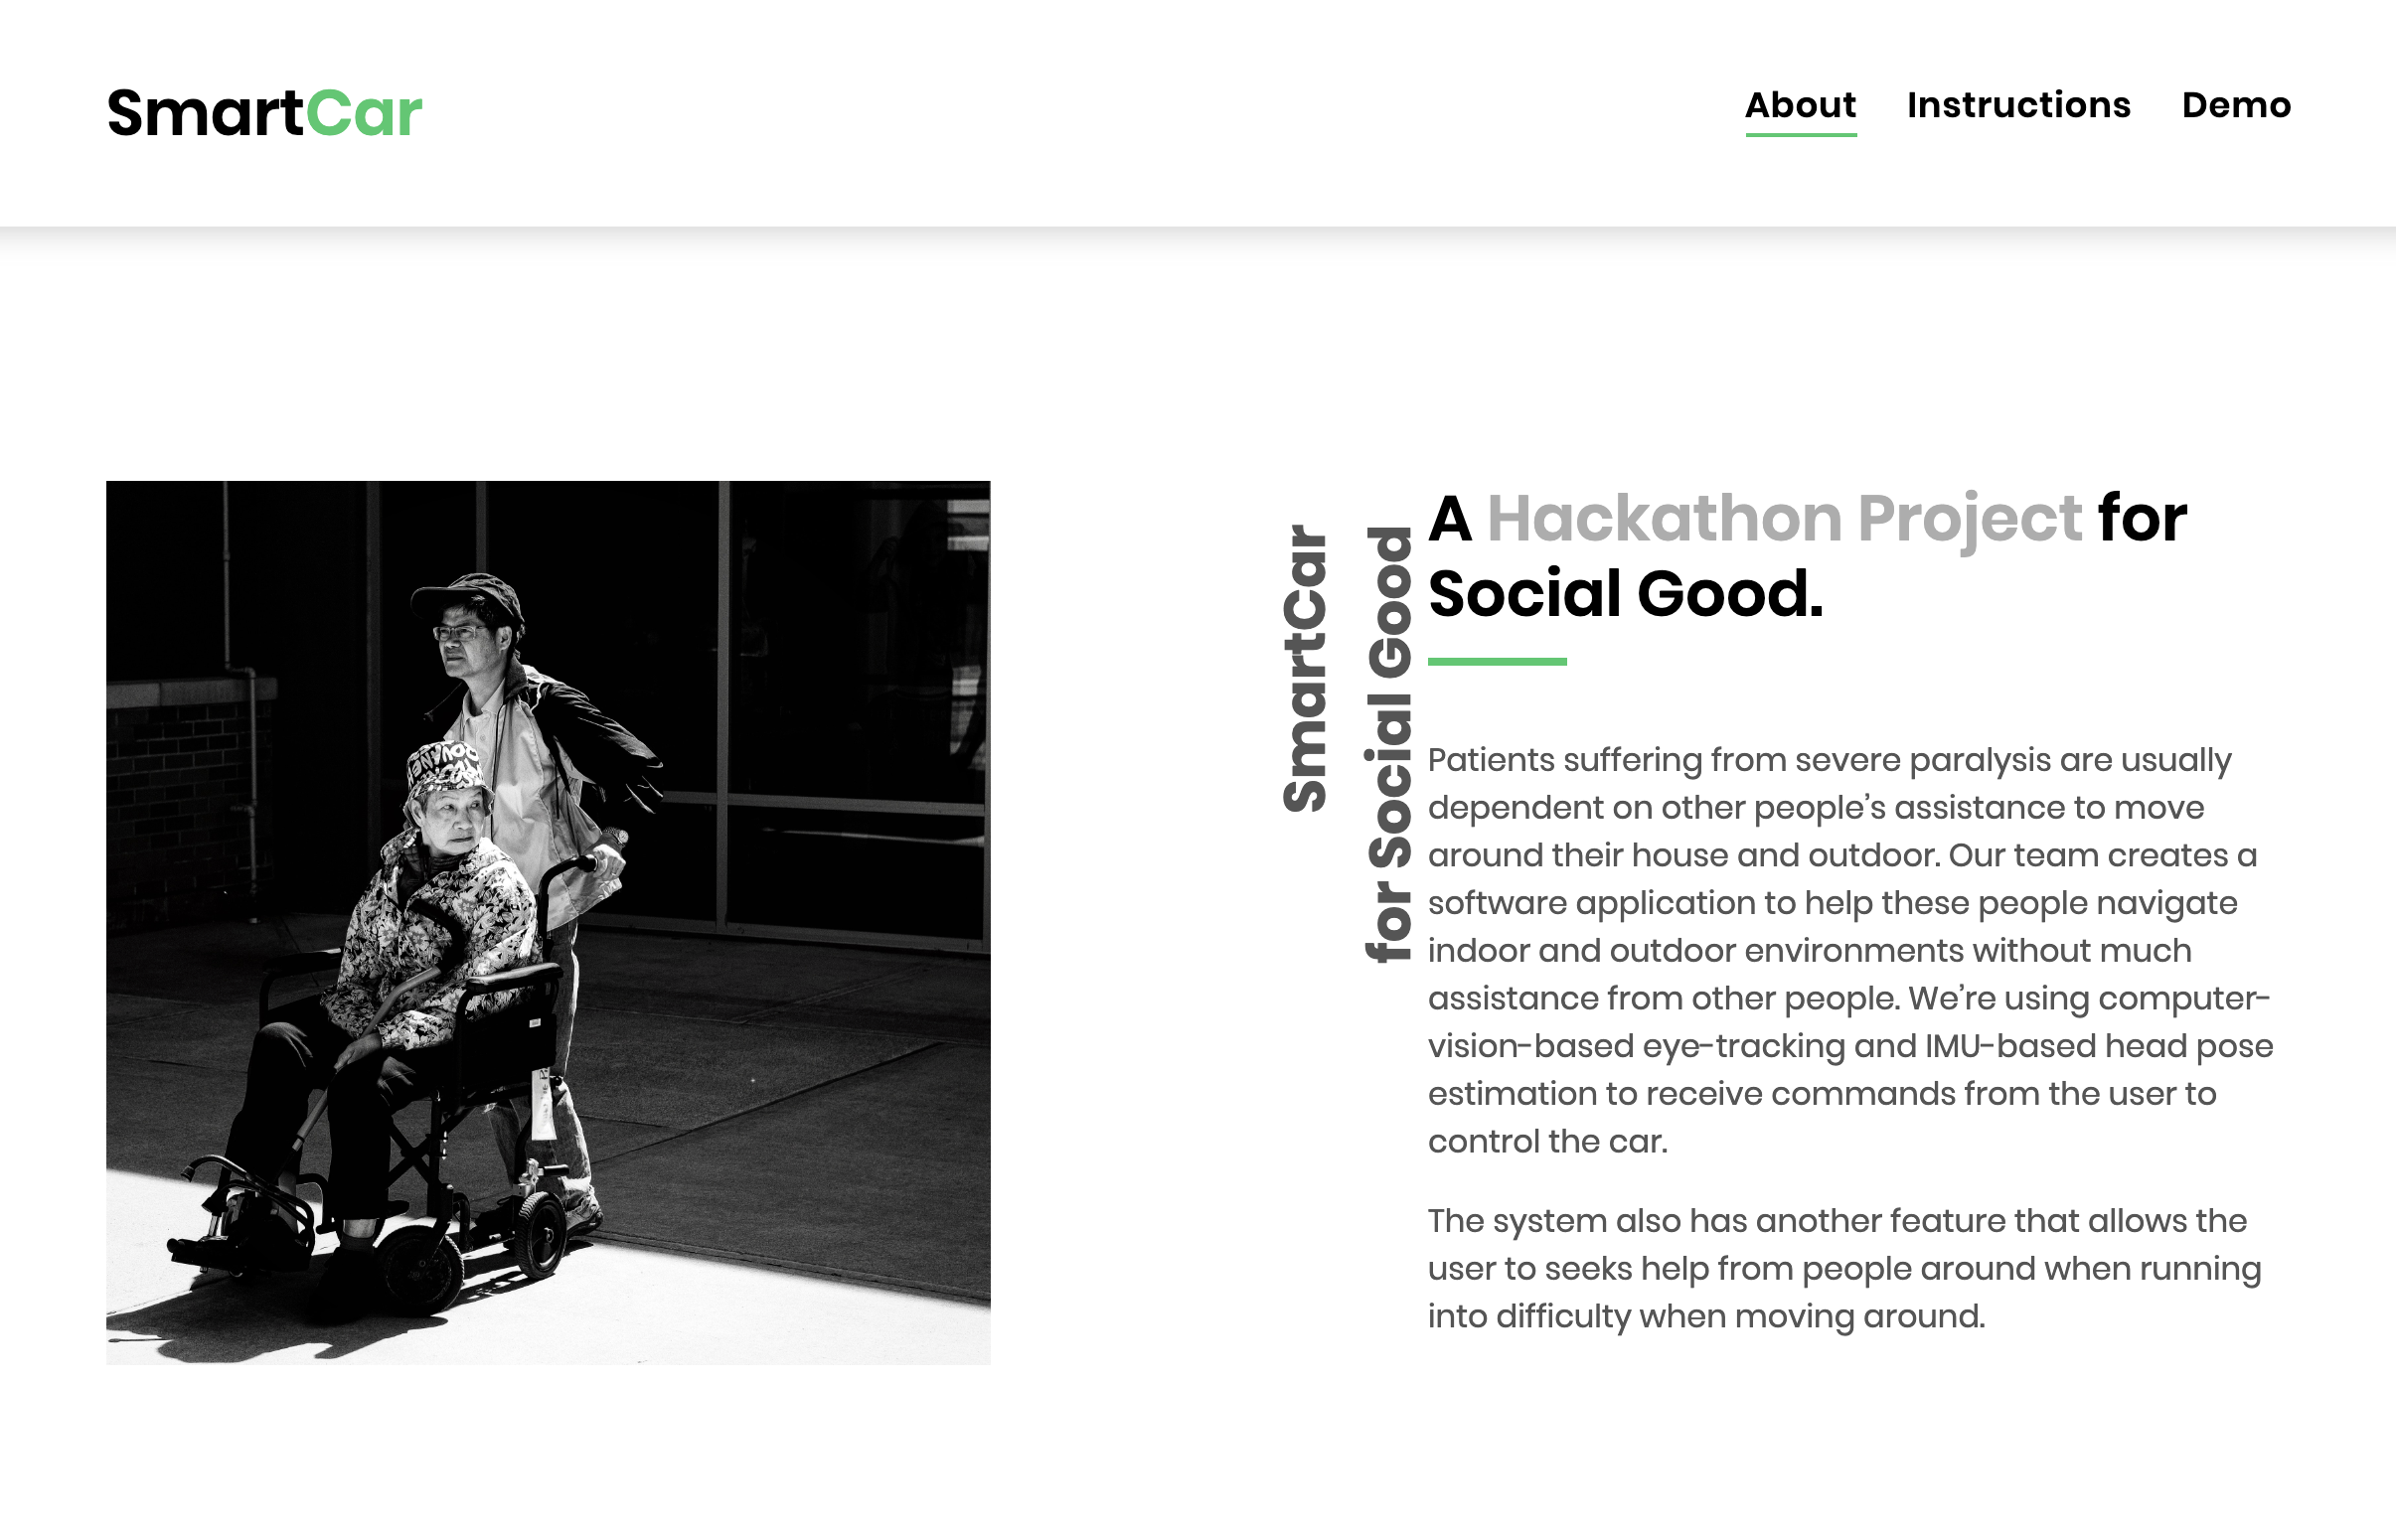 SmartCar
About Instructions Demo
SmartCar
for Social Good
A Hackathon Project for
Social Good.
Patients suffering from severe paralysis are usually
dependent on other people’s assistance to move
around their house and outdoor. Our team creates a
software application to help these people navigate
indoor and outdoor environments without much
assistance from other people. We’re using computer-
vision-based eye-tracking and IMU-based head pose
estimation to receive commands from the user to
control the car.
The system also has another feature that allows the
user to seeks help from people around when running
into difficulty when moving around.